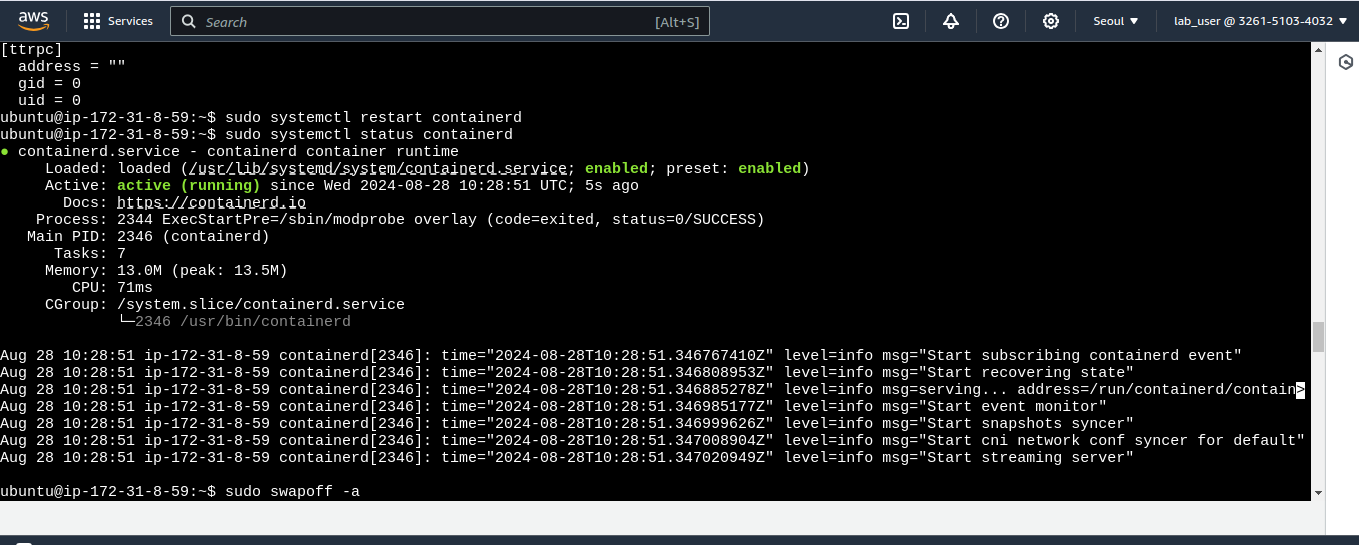 aws Services Search [Alt+S] Seoul lab_user @ 3261-5103-4032
[ttrpc]
  address = ""
  gid = 0
  uid = 0
ubuntu@ip-172-31-8-59:~$ sudo systemctl restart containerd
ubuntu@ip-172-31-8-59:~$ sudo systemctl status containerd
● containerd.service - containerd container runtime
     Loaded: loaded (/usr/lib/systemd/system/containerd.service; enabled; preset: enabled)
     Active: active (running) since Wed 2024-08-28 10:28:51 UTC; 5s ago
       Docs: https://containerd.io
    Process: 2344 ExecStartPre=/sbin/modprobe overlay (code=exited, status=0/SUCCESS)
   Main PID: 2346 (containerd)
      Tasks: 7
     Memory: 13.0M (peak: 13.5M)
        CPU: 71ms
     CGroup: /system.slice/containerd.service
             └─2346 /usr/bin/containerd
Aug 28 10:28:51 ip-172-31-8-59 containerd[2346]: time="2024-08-28T10:28:51.346767410Z" level=info msg="Start subscribing containerd event"
Aug 28 10:28:51 ip-172-31-8-59 containerd[2346]: time="2024-08-28T10:28:51.346808953Z" level=info msg="Start recovering state"
Aug 28 10:28:51 ip-172-31-8-59 containerd[2346]: time="2024-08-28T10:28:51.346885278Z" level=info msg=serving... address=/run/containerd/contain>
Aug 28 10:28:51 ip-172-31-8-59 containerd[2346]: time="2024-08-28T10:28:51.346985177Z" level=info msg="Start event monitor"
Aug 28 10:28:51 ip-172-31-8-59 containerd[2346]: time="2024-08-28T10:28:51.346999626Z" level=info msg="Start snapshots syncer"
Aug 28 10:28:51 ip-172-31-8-59 containerd[2346]: time="2024-08-28T10:28:51.347008904Z" level=info msg="Start cni network conf syncer for default"
Aug 28 10:28:51 ip-172-31-8-59 containerd[2346]: time="2024-08-28T10:28:51.347020949Z" level=info msg="Start streaming server"
ubuntu@ip-172-31-8-59:~$ sudo swapoff -a